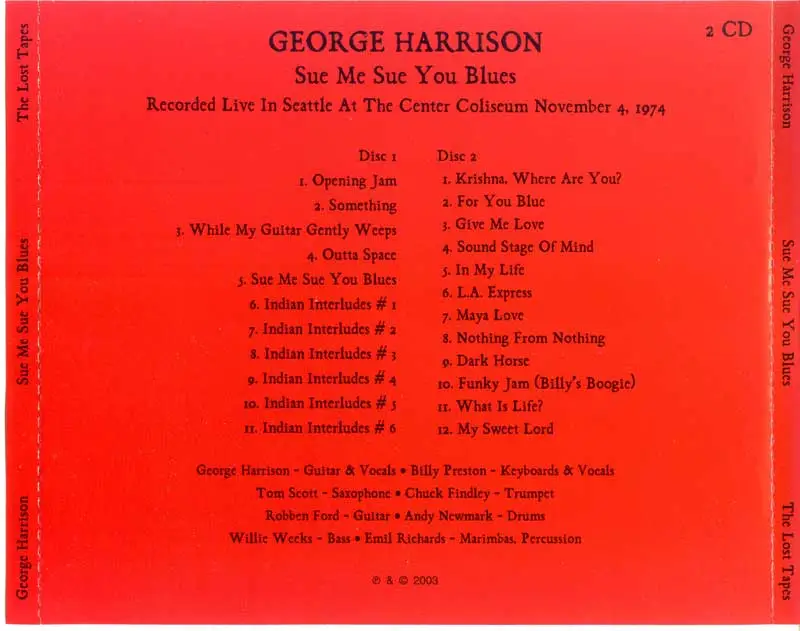 GEORGE HARRISON
2 CD
Sue Me Sue You Blues
Recorded Live In Seattle At The Center Coliseum November 4, 1974
Disc 1
1. Opening Jam
2. Something
3. While My Guitar Gently Weeps
4. Outta Space
5. Sue Me Sue You Blues
6. Indian Interludes # 1
7. Indian Interludes # 2
8. Indian Interludes # 3
9. Indian Interludes # 4
10. Indian Interludes # 5
11. Indian Interludes # 6
Disc 2
1. Krishna, Where Are You?
2. For You Blue
3. Give Me Love
4. Sound Stage Of Mind
5. In My Life
6. L.A. Express
7. Maya Love
8. Nothing From Nothing
9. Dark Horse
10. Funky Jam (Billy's Boogie)
11. What Is Life?
12. My Sweet Lord
George Harrison - Guitar & Vocals • Billy Preston - Keyboards & Vocals
Tom Scott - Saxophone • Chuck Findley - Trumpet
Robben Ford - Guitar • Andy Newmark - Drums
Willie Weeks - Bass • Emil Richards - Marimbas, Percussion
℗ & © 2003
George Harrison Sue Me Sue You Blues The Lost Tapes
George Harrison Sue Me Sue You Blues The Lost Tapes